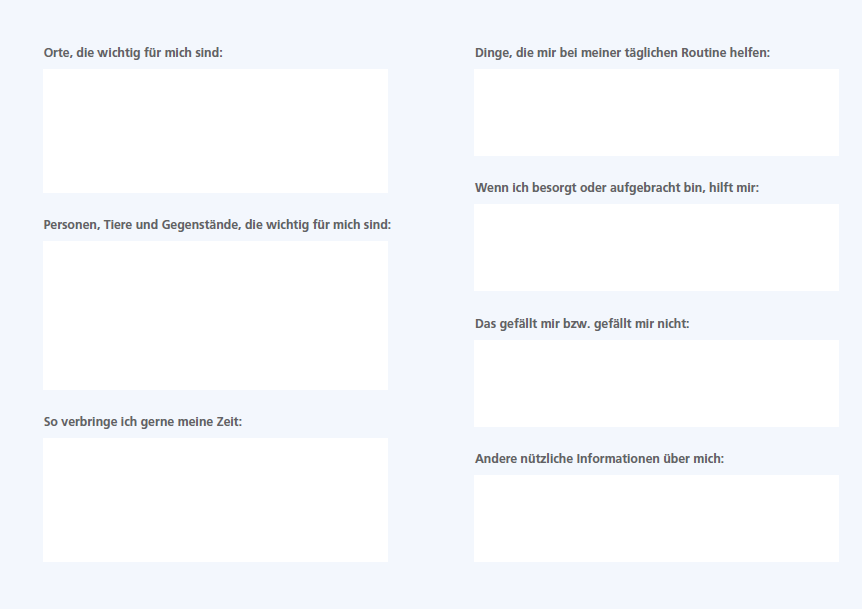 Orte, die wichtig für mich sind:
Personen, Tiere und Gegenstände, die wichtig für mich sind:
So verbringe ich gerne meine Zeit:
Dinge, die mir bei meiner täglichen Routine helfen:
Wenn ich besorgt oder aufgebracht bin, hilft mir:
Das gefällt mir bzw. gefällt mir nicht:
Andere nützliche Informationen über mich: